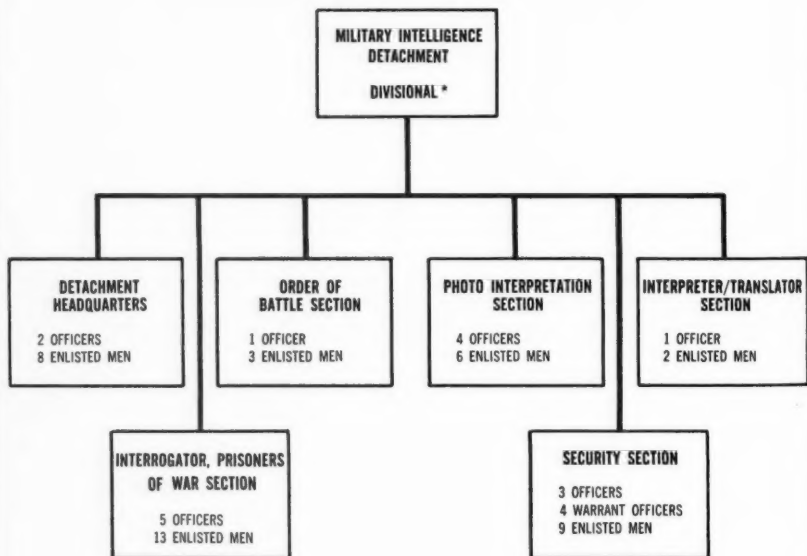 MILITARY INTELLIGENCE
DETACHMENT
DIVISIONAL *
DETACHMENT
HEADQUARTERS
2 OFFICERS
8 ENLISTED MEN
ORDER OF
BATTLE SECTION
1 OFFICER
3 ENLISTED MEN
PHOTO INTERPRETATION
SECTION
4 OFFICERS
6 ENLISTED MEN
INTERPRETER/TRANSLATOR
SECTION
1 OFFICER
2 ENLISTED MEN
INTERROGATOR, PRISONERS
OF WAR SECTION
5 OFFICERS
13 ENLISTED MEN
SECURITY SECTION
3 OFFICERS
4 WARRANT OFFICERS
9 ENLISTED MEN